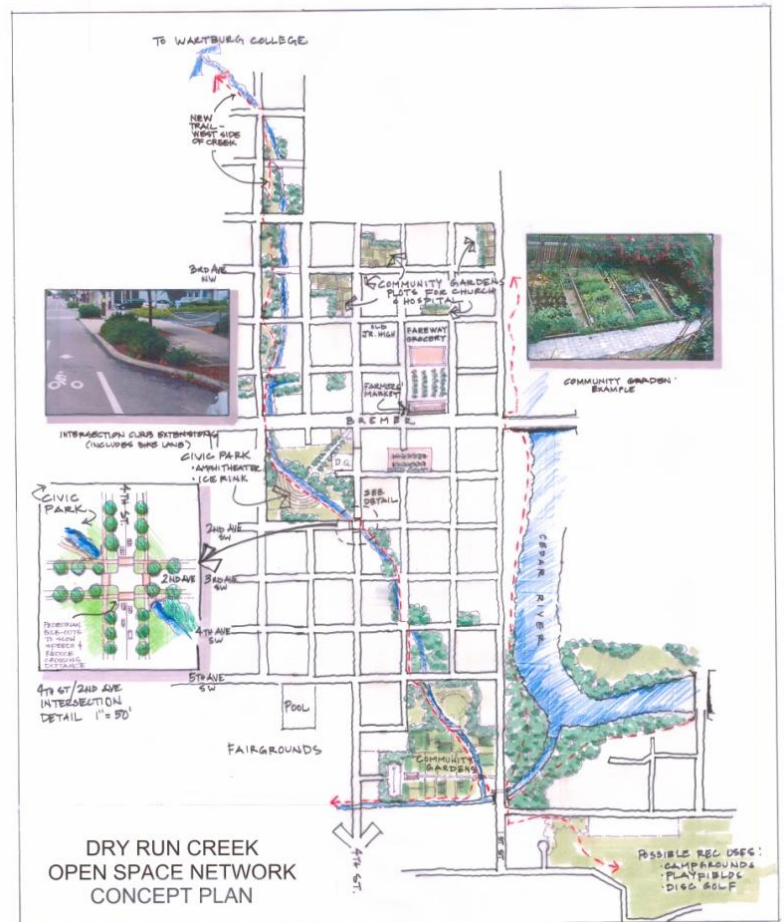 TO WARTBURG COLLEGE
NEW
TRAIL -
WEST SIDE
OF CREEK
3RD AVE
NW
COMMUNITY GARDENS
PLOTS FOR CHURCH
& HOSPITAL
OLD
JR. HIGH
FAREWAY
GROCERY
FARMERS'
MARKET
BREMER
COMMUNITY GARDEN
EXAMPLE
INTERSECTION CURB EXTENSIONS
(INCLUDES BIKE LANE)
CIVIC PARK
• AMPHITHEATER
• ICE RINK
D.Q.
SEE
DETAIL
2ND AVE
SW
3RD AVE
SW
4TH AVE
SW
5TH AVE
SW
CIVIC
PARK
4TH ST.
2ND AVE
PEDESTRIAN
BUB-OUTS
TO SLOW
SPEEDS &
REDUCE
CROSSING
DISTANCE
4TH ST/2ND AVE
INTERSECTION
DETAIL 1" = 50'
CEDAR RIVER
POOL
FAIRGROUNDS
COMMUNITY
GARDENS
4TH ST.
1ST ST.
POSSIBLE REC USES:
• CAMPGROUNDS
• PLAYFIELDS
• DISC GOLF
DRY RUN CREEK
OPEN SPACE NETWORK
CONCEPT PLAN